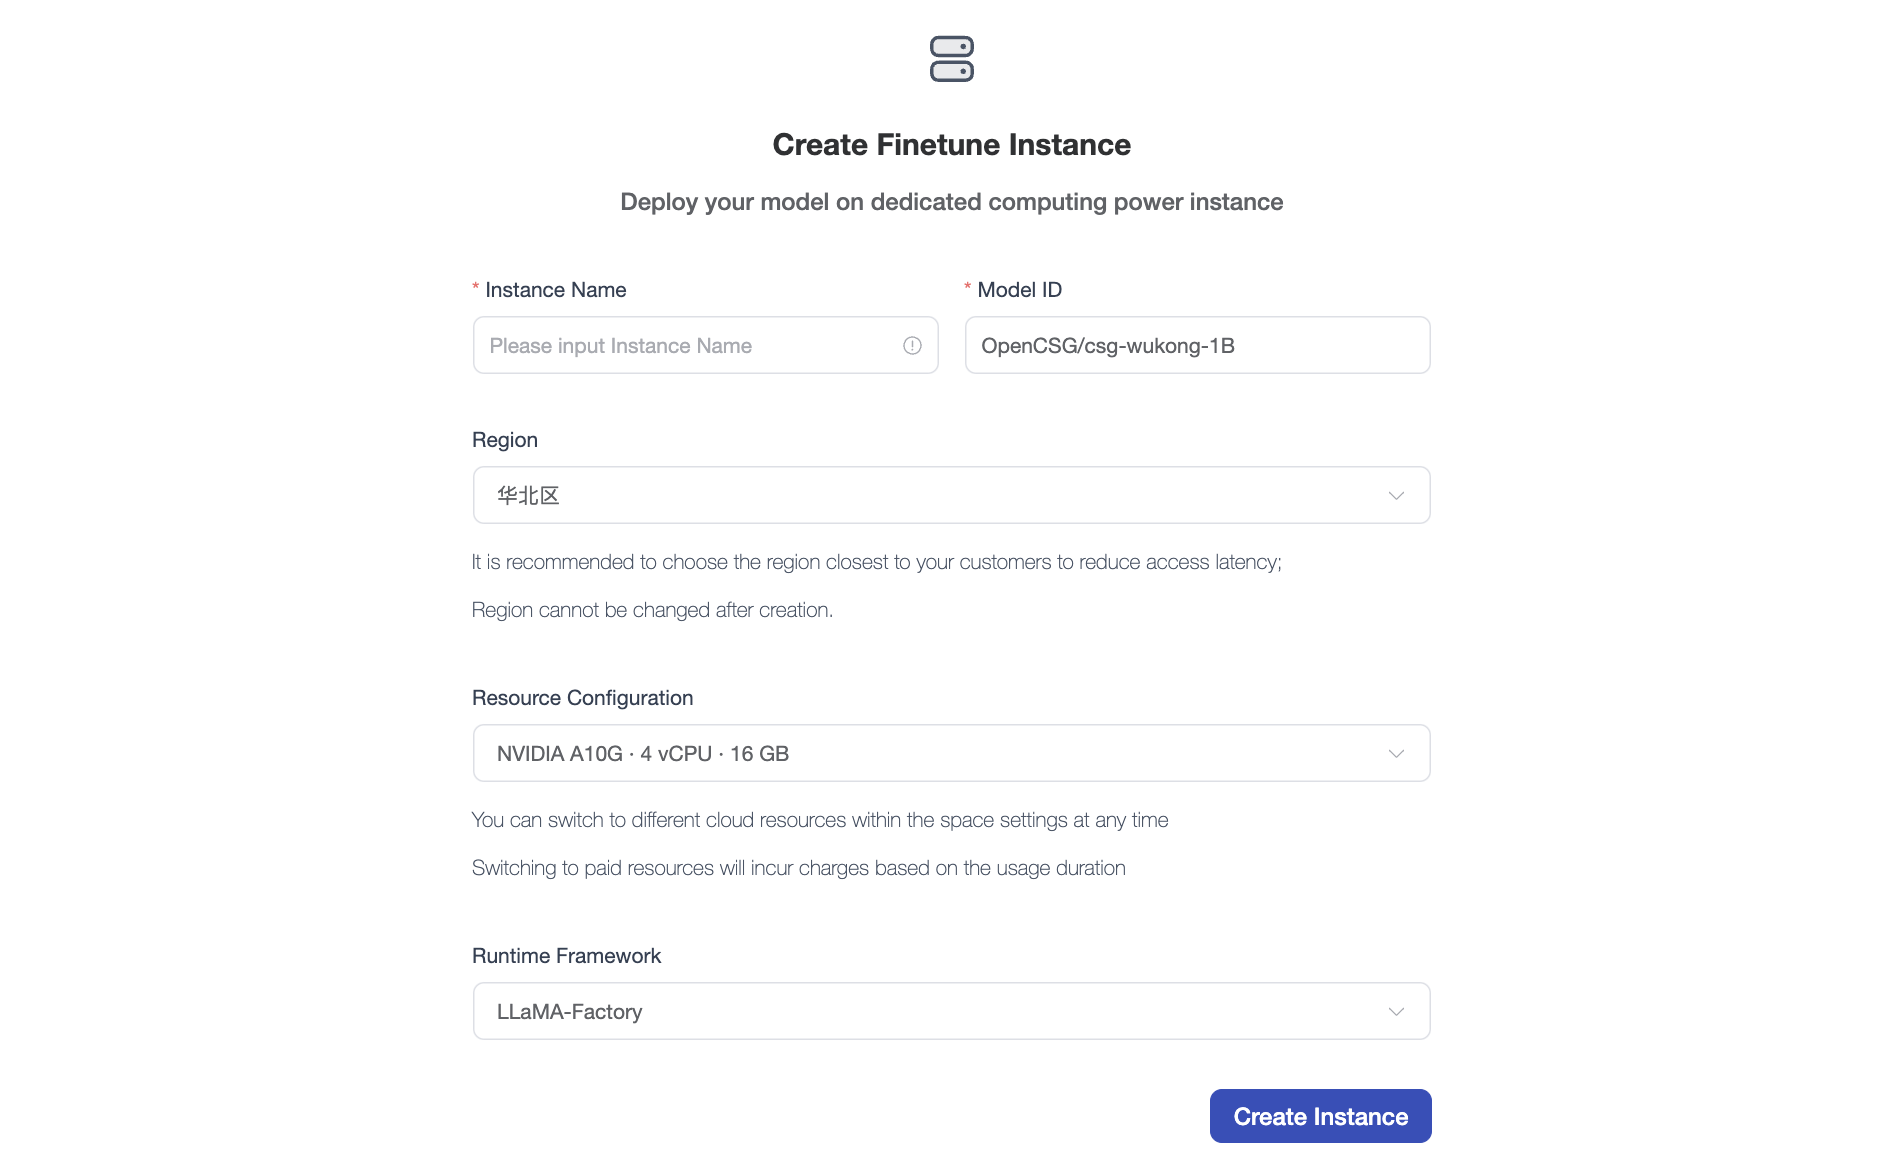 Create Finetune Instance
Deploy your model on dedicated computing power instance
* Instance Name
* Model ID
Please input Instance Name
OpenCSG/csg-wukong-1B
Region
华北区
It is recommended to choose the region closest to your customers to reduce access latency;
Region cannot be changed after creation.
Resource Configuration
NVIDIA A10G · 4 vCPU · 16 GB
You can switch to different cloud resources within the space settings at any time
Switching to paid resources will incur charges based on the usage duration
Runtime Framework
LLaMA-Factory
Create Instance